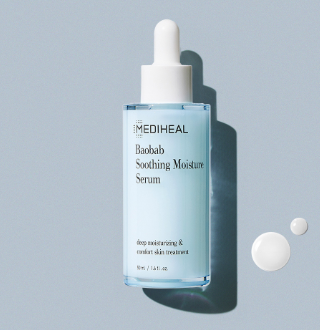 MEDIHEAL
Baobab
Soothing Moisture
Serum
deep moisturizing &
comfort skin treatment